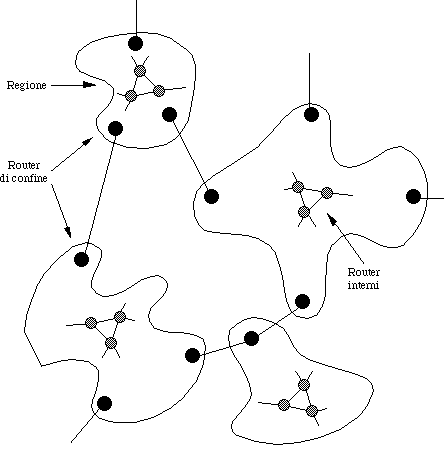 Regione
Router
di confine
Router
interni